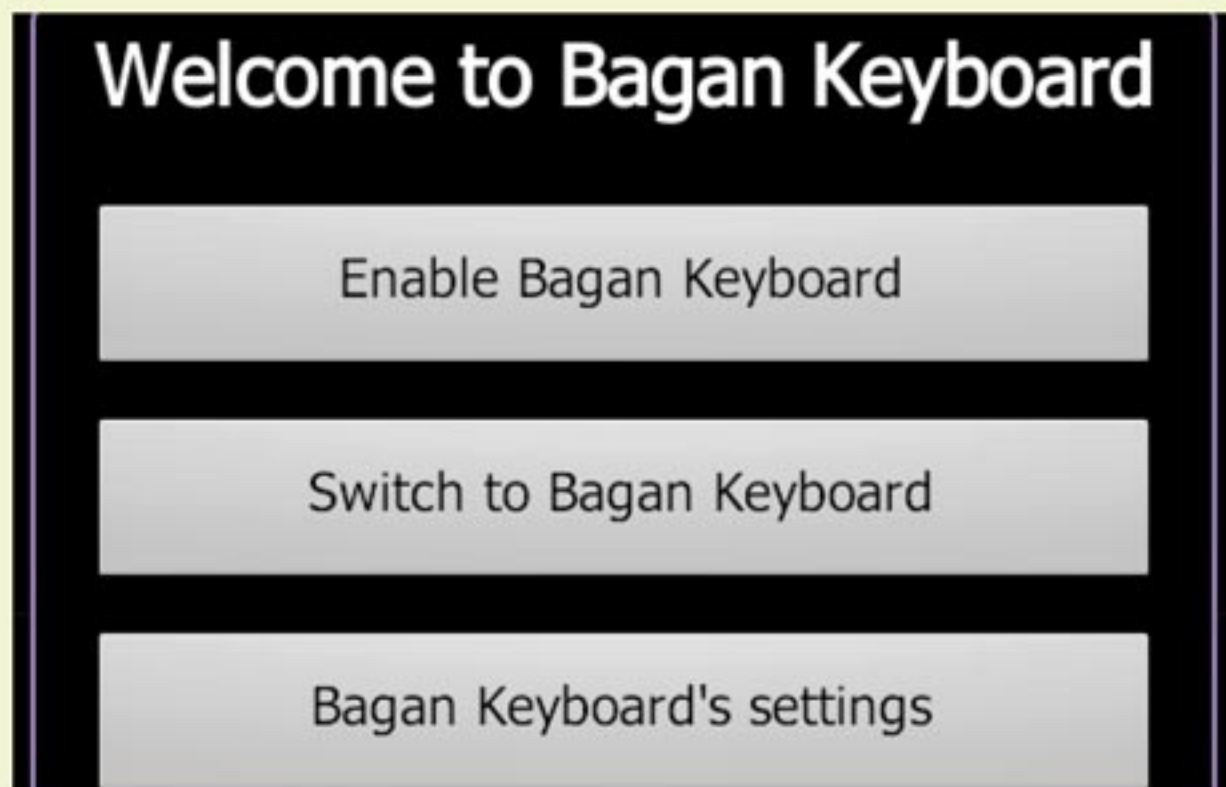 Welcome to Bagan Keyboard
Enable Bagan Keyboard
Switch to Bagan Keyboard
Bagan Keyboard's settings